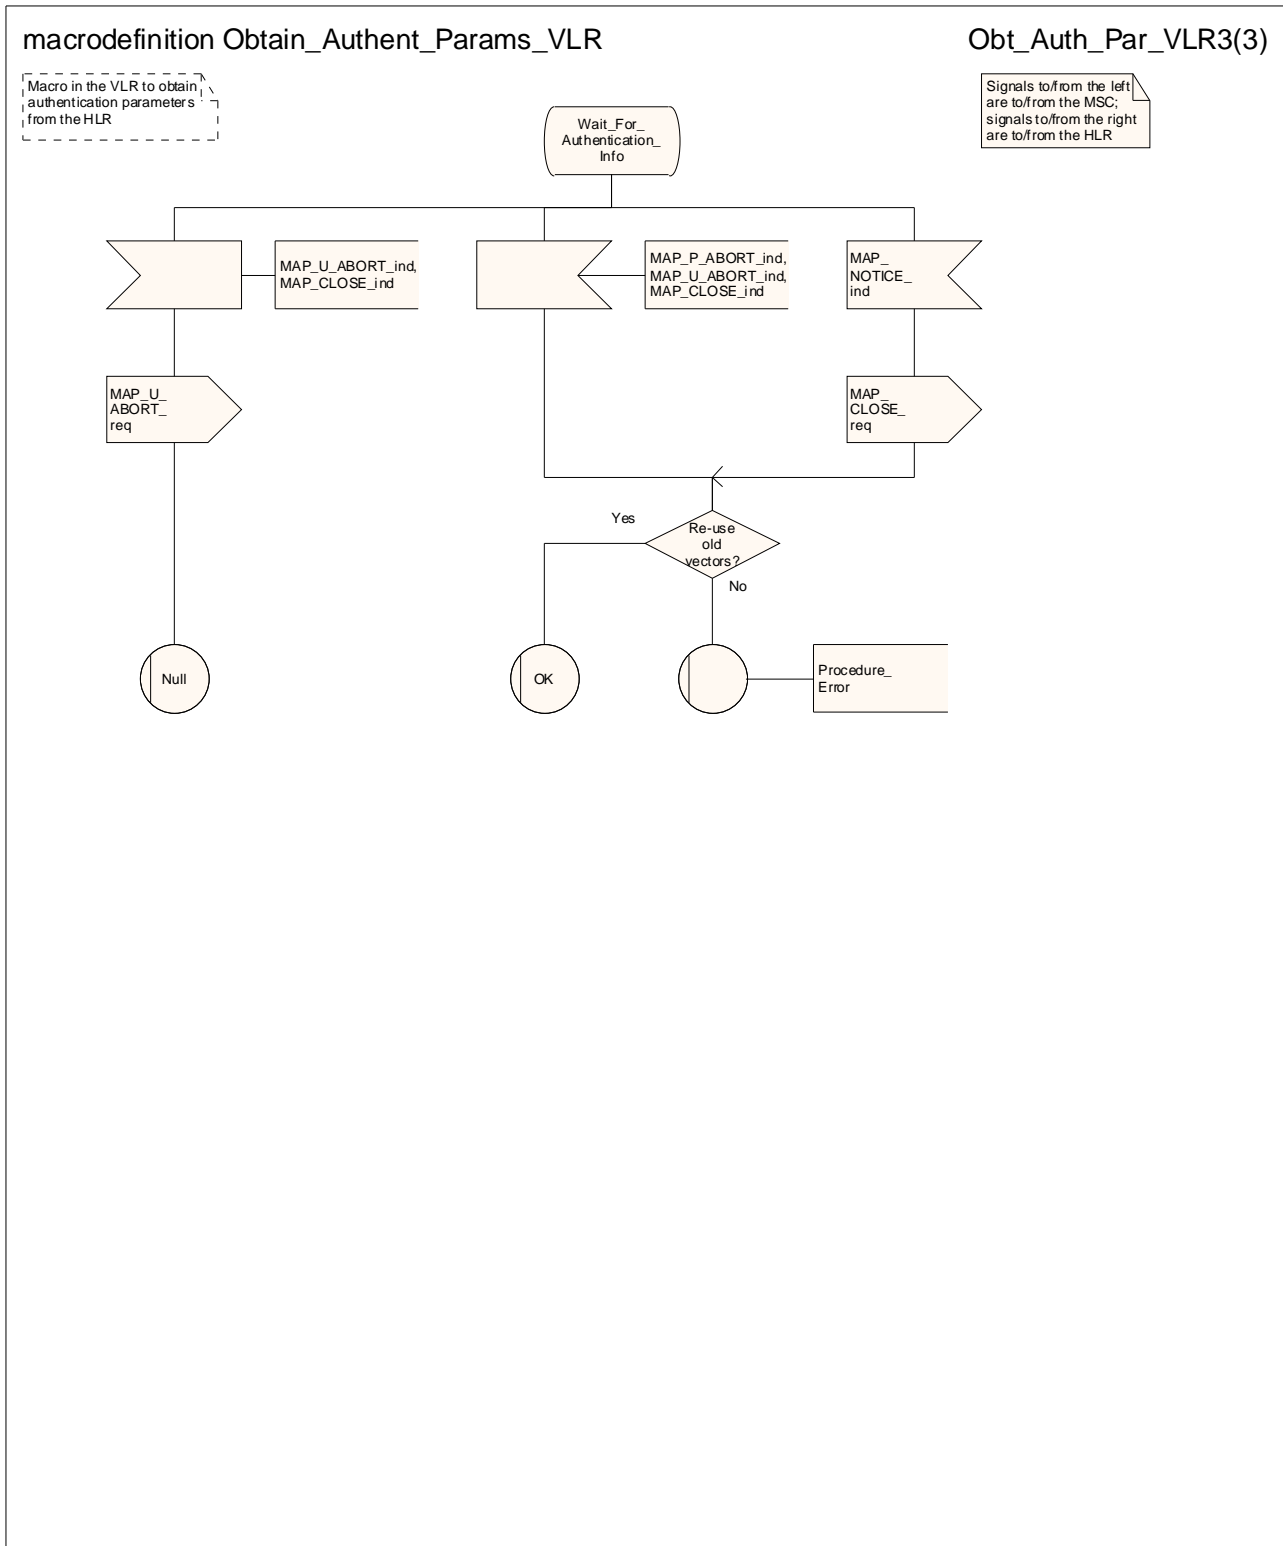 macrodefinition Obtain_Authent_Params_VLR
Obt_Auth_Par_VLR3(3)
Macro in the VLR to obtain
authentication parameters
from the HLR
Signals to/from the left
are to/from the MSC;
signals to/from the right
are to/from the HLR
Wait_For_
Authentication_
Info
MAP_U_ABORT_ind,
MAP_CLOSE_ind
MAP_P_ABORT_ind,
MAP_U_ABORT_ind,
MAP_CLOSE_ind
MAP_
NOTICE_
ind
MAP_U_
ABORT_
req
MAP_
CLOSE_
req
Yes
Re-use
old
vectors?
No
Null
OK
Procedure_
Error